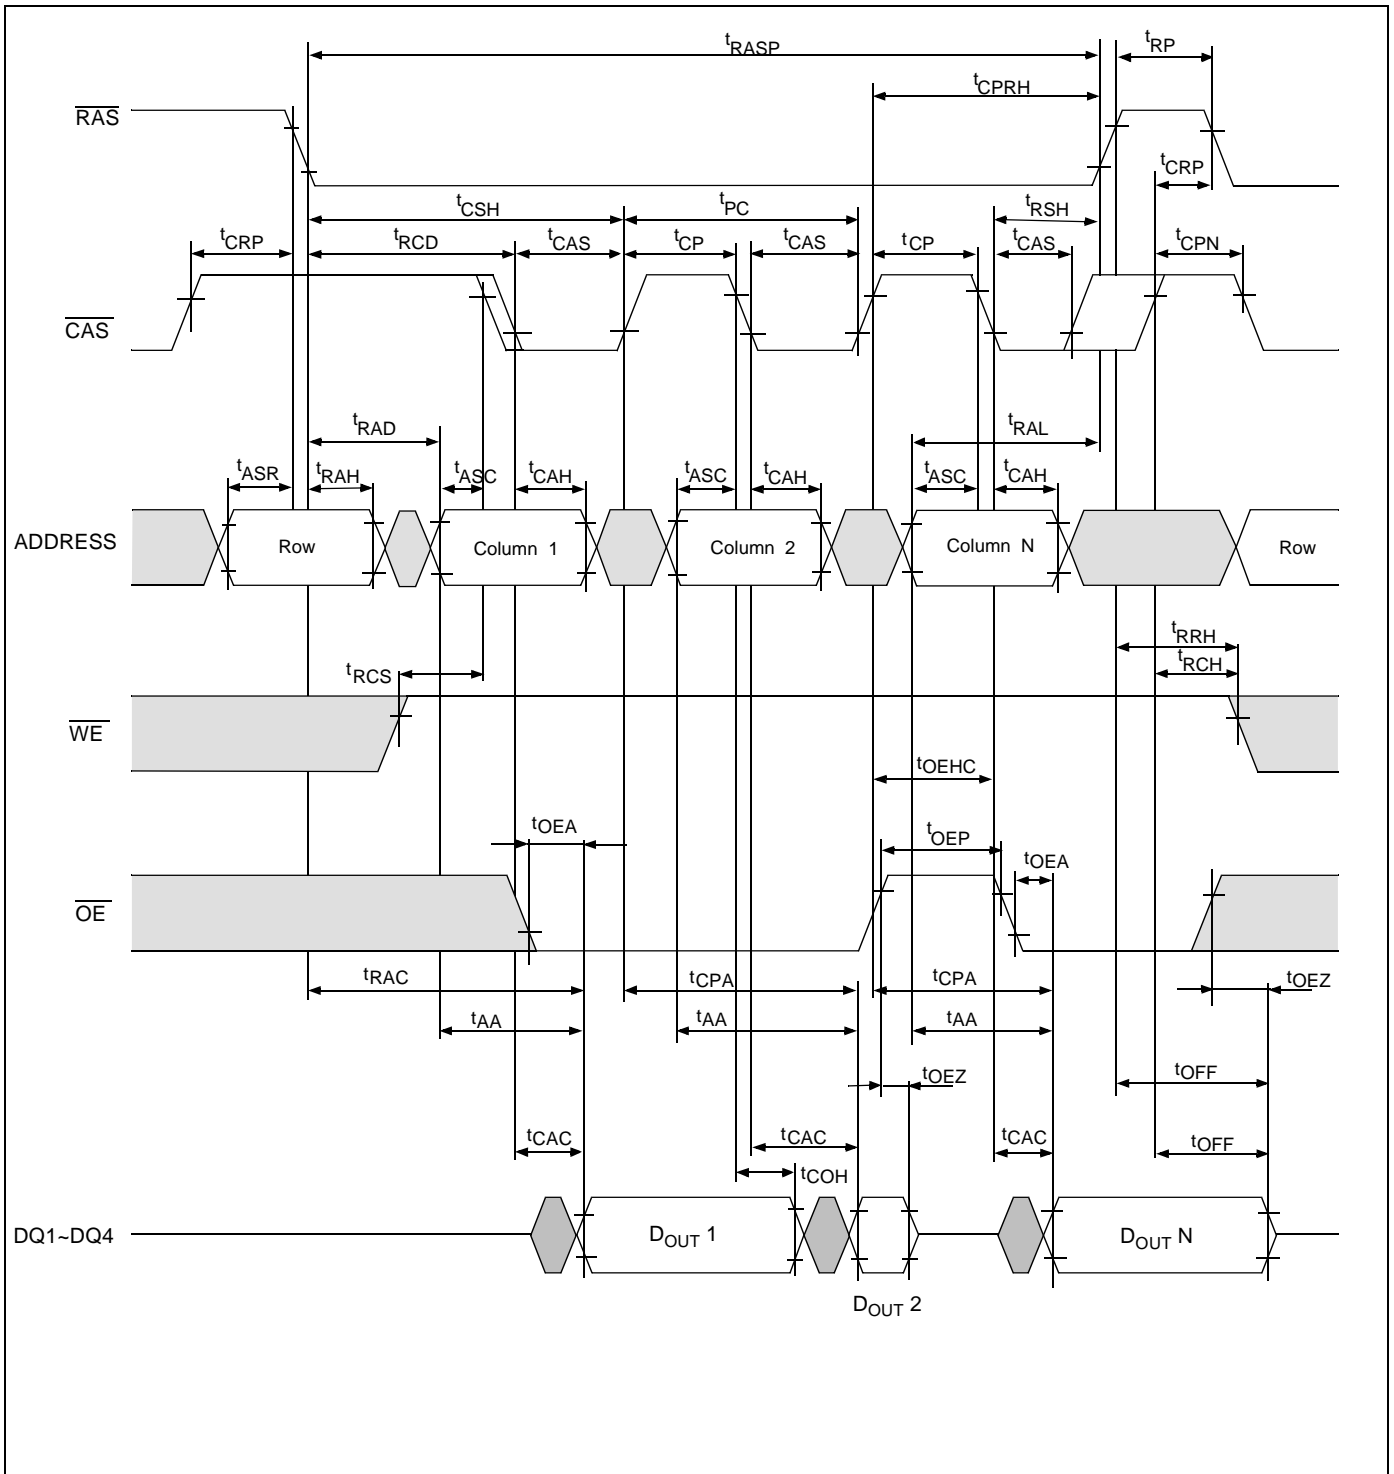 tRASP
tRP
tCPRH
RAS
tCRP
tCSH
tPC
tRSH
tCRP
tRCD
tCAS
tCP
tCAS
tCP
tCAS
tCPN
CAS
tRAD
tRAL
tASR
tRAH
tASC
tCAH
tASC
tCAH
tASC
tCAH
ADDRESS
Row
Column 1
Column 2
Column N
Row
tRRH
tRCS
tRCH
WE
tOEHC
tOEA
tOEP
tOEA
OE
tRAC
tCPA
tCPA
tOEZ
tAA
tAA
tAA
tOEZ
tOFF
tCAC
tCAC
tCAC
tOFF
tCOH
DQ1~DQ4
DOUT 1
DOUT N
DOUT 2